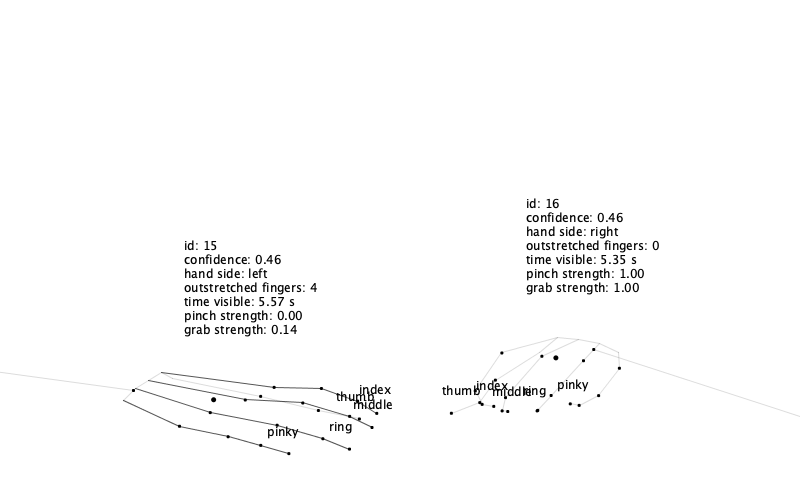 id: 15
confidence: 0.46
hand side: left
outstretched fingers: 4
time visible: 5.57 s
pinch strength: 0.00
grab strength: 0.14
id: 16
confidence: 0.46
hand side: right
outstretched fingers: 0
time visible: 5.35 s
pinch strength: 1.00
grab strength: 1.00
index
thumb
middle
ring
pinky
thumb
index
middle
ring
pinky